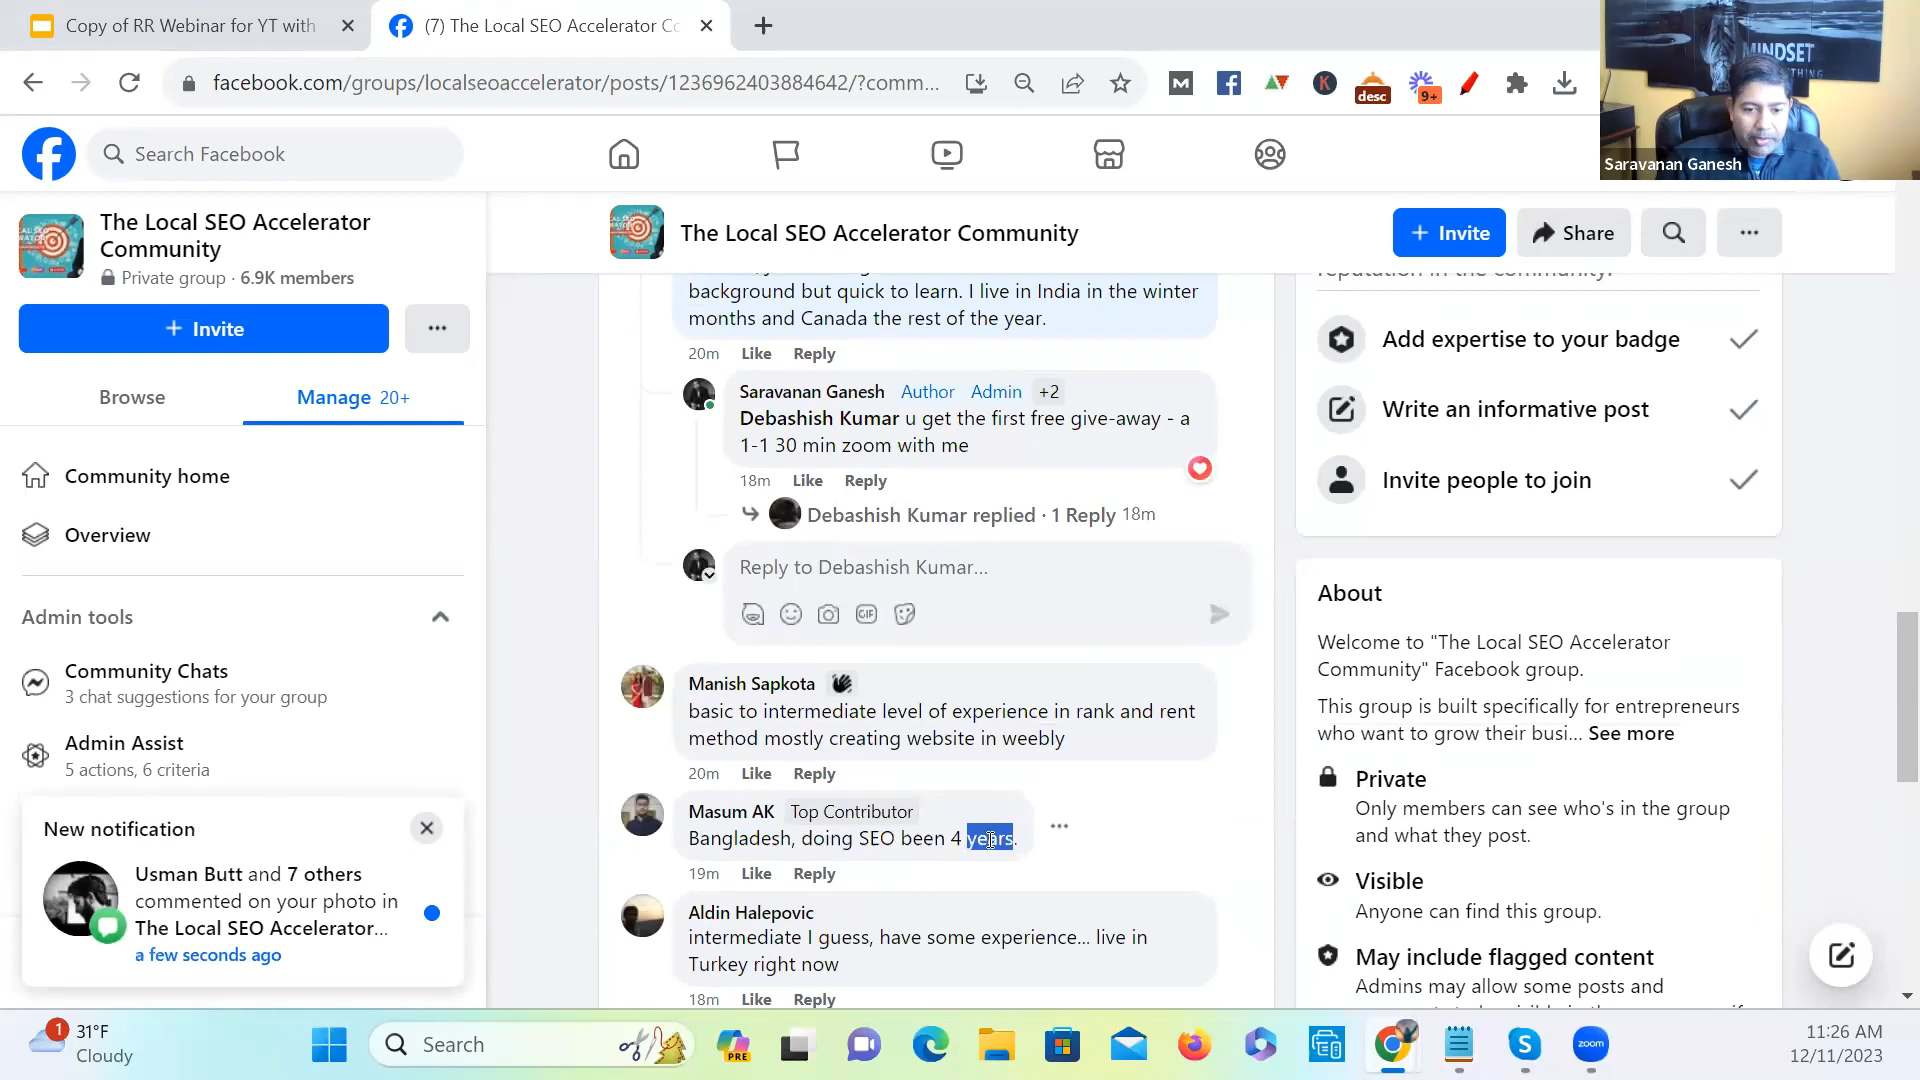 Copy of RR Webinar for YT with
(7) The Local SEO Accelerator Co
facebook.com/groups/localseoaccelerator/posts/1236962403884642/?comm...
desc
9+
MINDSET
Saravanan Ganesh
Search Facebook
The Local SEO Accelerator
Community
Private group · 6.9K members
+ Invite
Browse
Manage 20+
Community home
Overview
Admin tools
Community Chats
3 chat suggestions for your group
Admin Assist
5 actions, 6 criteria
New notification
Usman Butt and 7 others
commented on your photo in
The Local SEO Accelerator...
a few seconds ago
The Local SEO Accelerator Community
+ Invite
Share
background but quick to learn. I live in India in the winter
months and Canada the rest of the year.
20m Like Reply
Saravanan Ganesh Author Admin +2
Debashish Kumar u get the first free give-away - a
1-1 30 min zoom with me
18m Like Reply
Debashish Kumar replied · 1 Reply 18m
Reply to Debashish Kumar...
GIF
Manish Sapkota
basic to intermediate level of experience in rank and rent
method mostly creating website in weebly
20m Like Reply
Masum AK Top Contributor
Bangladesh, doing SEO been 4 years.
19m Like Reply
Aldin Halepovic
intermediate I guess, have some experience... live in
Turkey right now
18m Like Reply
reputation in the community.
Add expertise to your badge
Write an informative post
Invite people to join
About
Welcome to "The Local SEO Accelerator
Community" Facebook group.
This group is built specifically for entrepreneurs
who want to grow their busi... See more
Private
Only members can see who's in the group
and what they post.
Visible
Anyone can find this group.
May include flagged content
Admins may allow some posts and
1
31°F
Cloudy
Search
PRE
zoom
11:26 AM
12/11/2023